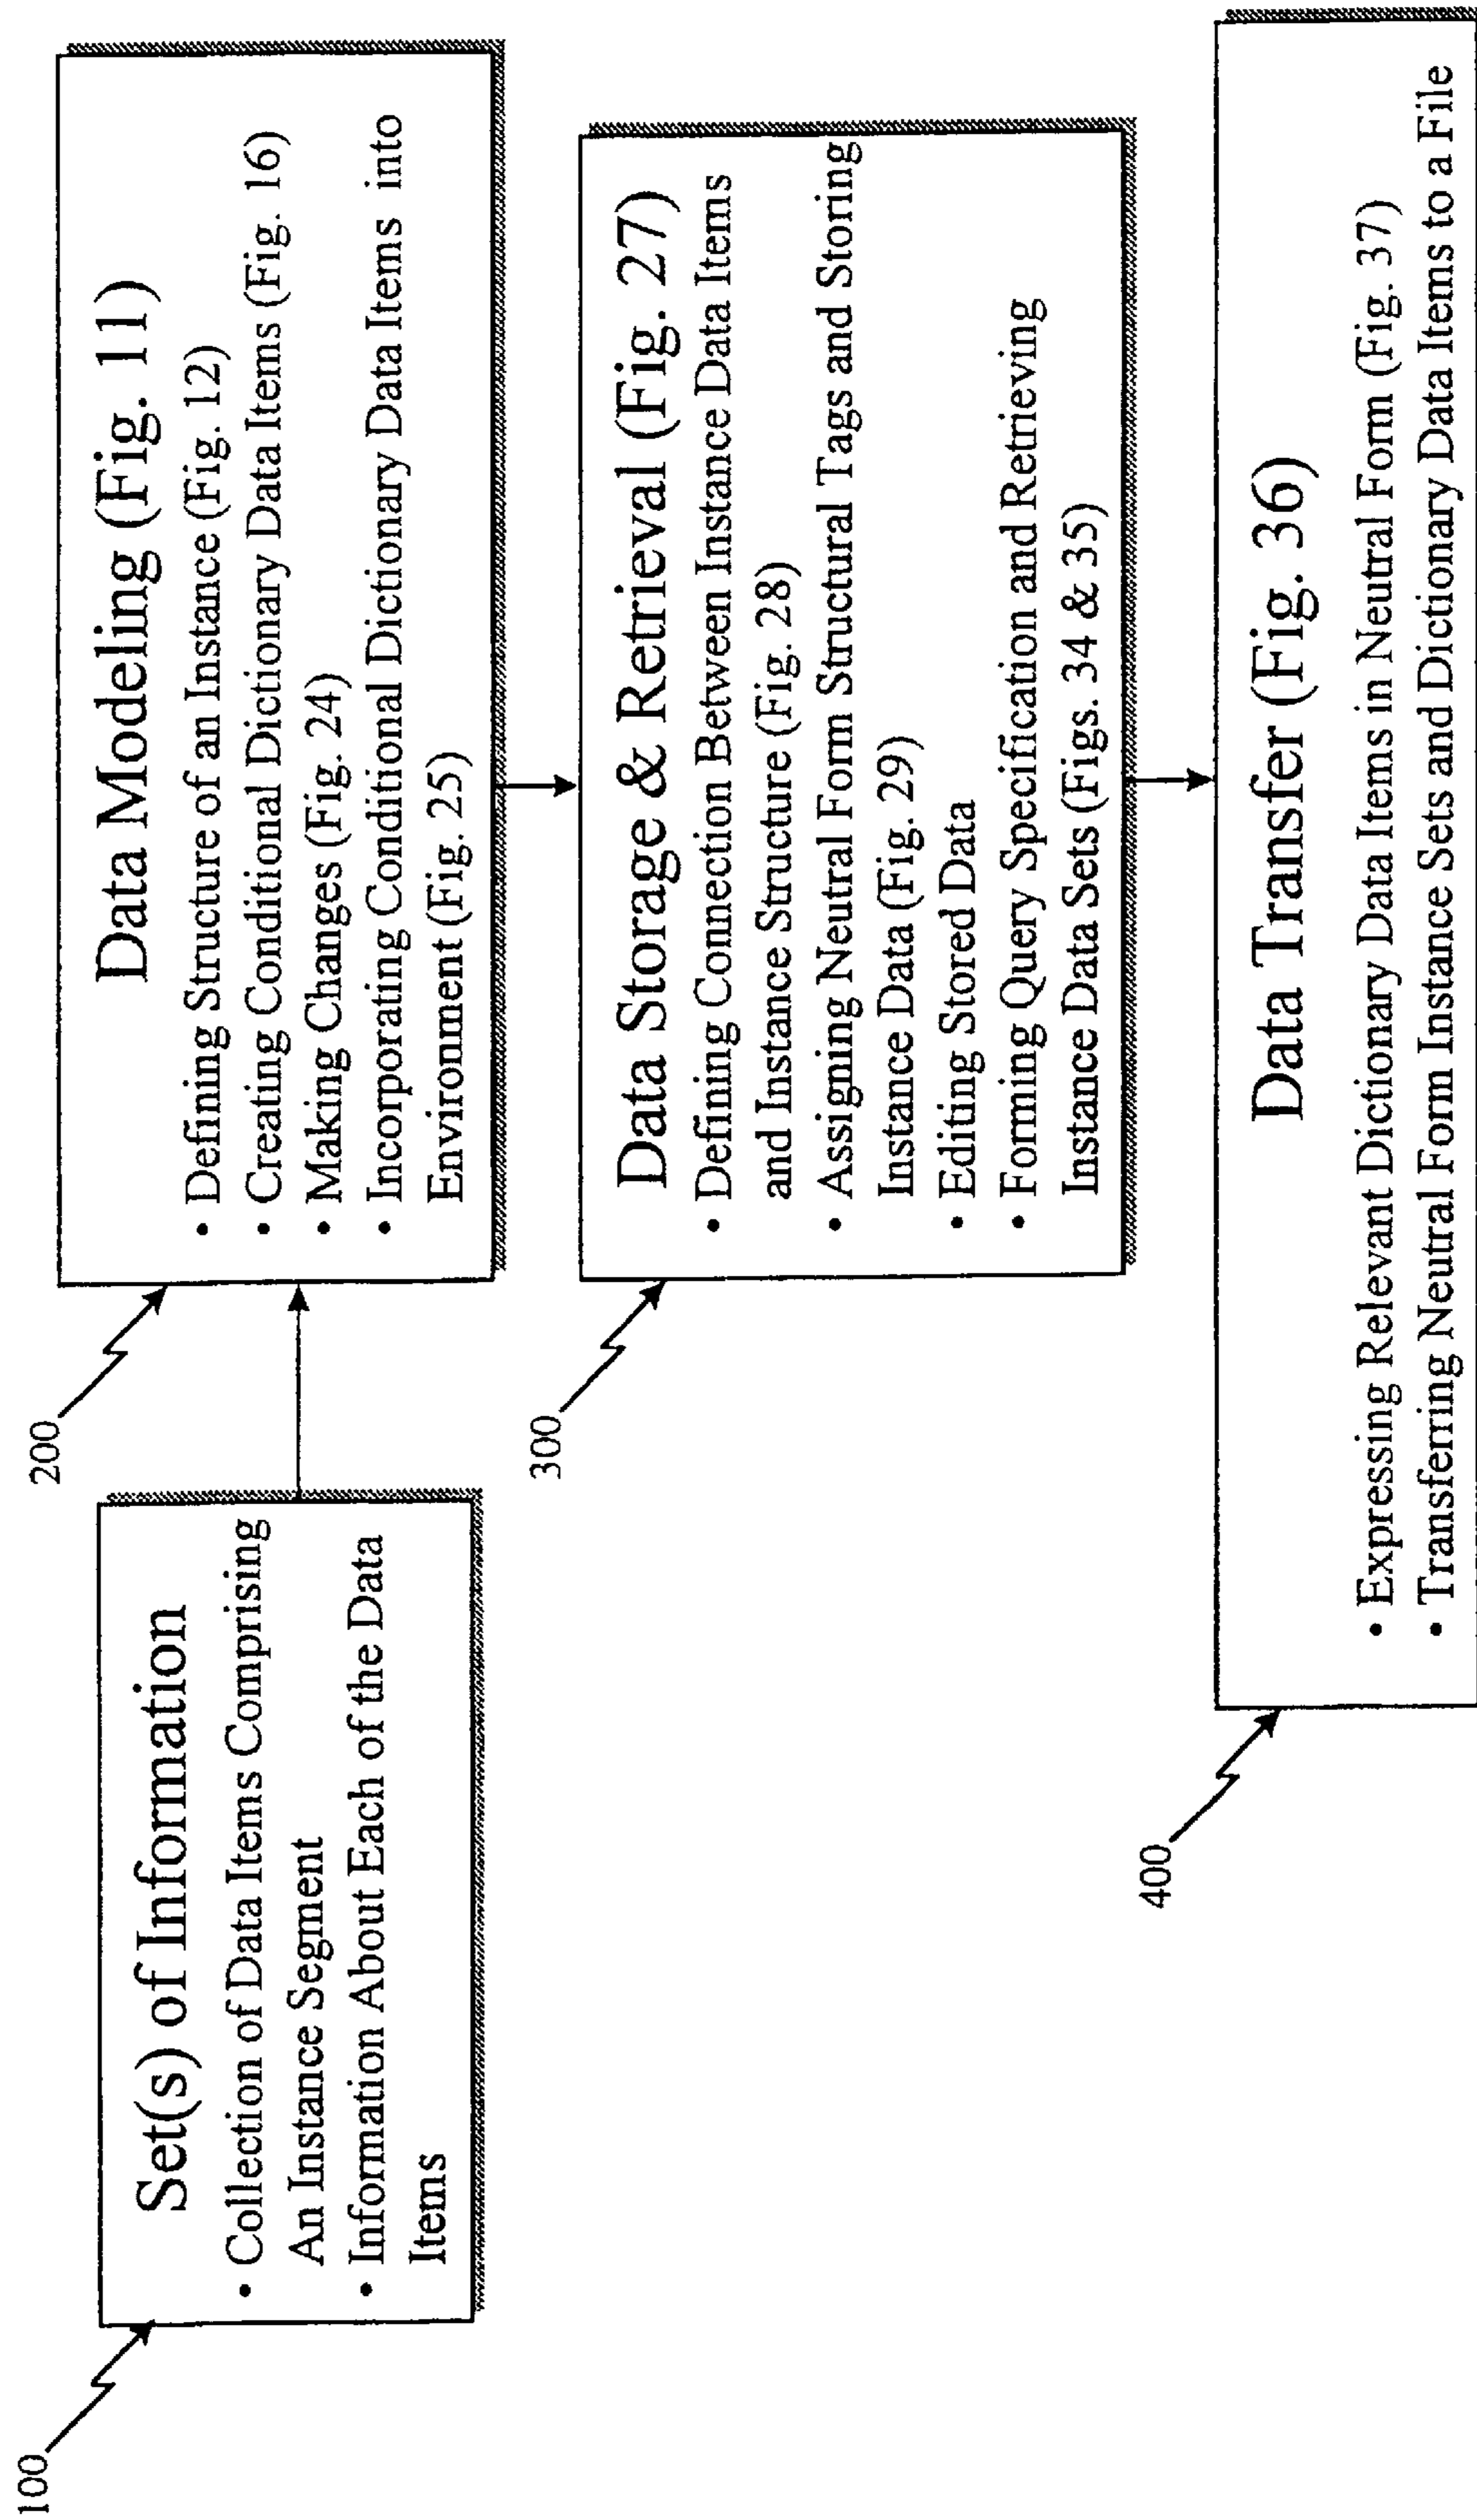 100
Set(s) of Information
• Collection of Data Items Comprising
An Instance Segment
• Information About Each of the Data
Items
200
Data Modeling (Fig. 11)
• Defining Structure of an Instance (Fig. 12)
• Creating Conditional Dictionary Data Items (Fig. 16)
• Making Changes (Fig. 24)
• Incorporating Conditional Dictionary Data Items into
Environment (Fig. 25)
300
Data Storage & Retrieval (Fig. 27)
• Defining Connection Between Instance Data Items
and Instance Structure (Fig. 28)
• Assigning Neutral Form Structural Tags and Storing
Instance Data (Fig. 29)
• Editing Stored Data
• Forming Query Specification and Retrieving
Instance Data Sets (Figs. 34 & 35)
400
Data Transfer (Fig. 36)
• Expressing Relevant Dictionary Data Items in Neutral Form (Fig. 37)
• Transferring Neutral Form Instance Sets and Dictionary Data Items to a File